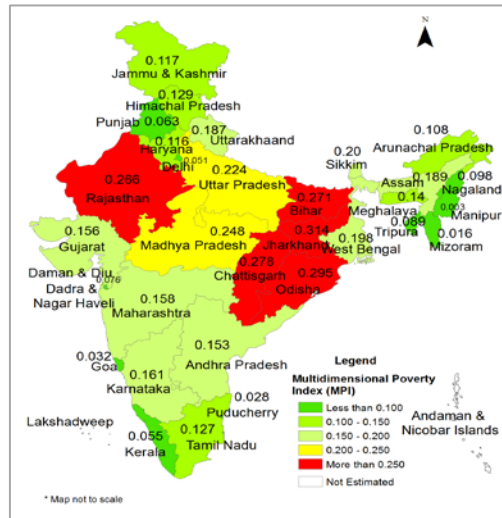 N
0.117
Jammu & Kashmir
0.129
Himachal Pradesh
Punjab 0.063
0.116
Haryana
Delhi 0.051
0.187
Uttarakhaand
0.108
Arunachal Pradesh
0.20
Sikkim
0.268
Rajasthan
0.224
Uttar Pradesh
Assam 0.189
0.098
Nagaland
0.14
Meghalaya
0.003
Manipur
0.089
Tripura
0.016
Mizoram
0.271
Bihar
0.156
Gujarat
0.248
Madhya Pradesh
0.314
Jharkhand
0.198
West Bengal
0.278
Chattisgarh
0.295
Odisha
Daman & Diu
0.076
Dadra &
Nagar Haveli
0.158
Maharashtra
0.153
Andhra Pradesh
0.032
Goa
0.161
Karnataka
0.028
Puducherry
Lakshadweep
0.055
Kerala
0.127
Tamil Nadu
Andaman &
Nicobar Islands
Legend
Multidimensional Poverty
Index (MPI)
Less than 0.100
0.100 - 0.150
0.150 - 0.200
0.200 - 0.250
More than 0.250
Not Estimated
* Map not to scale